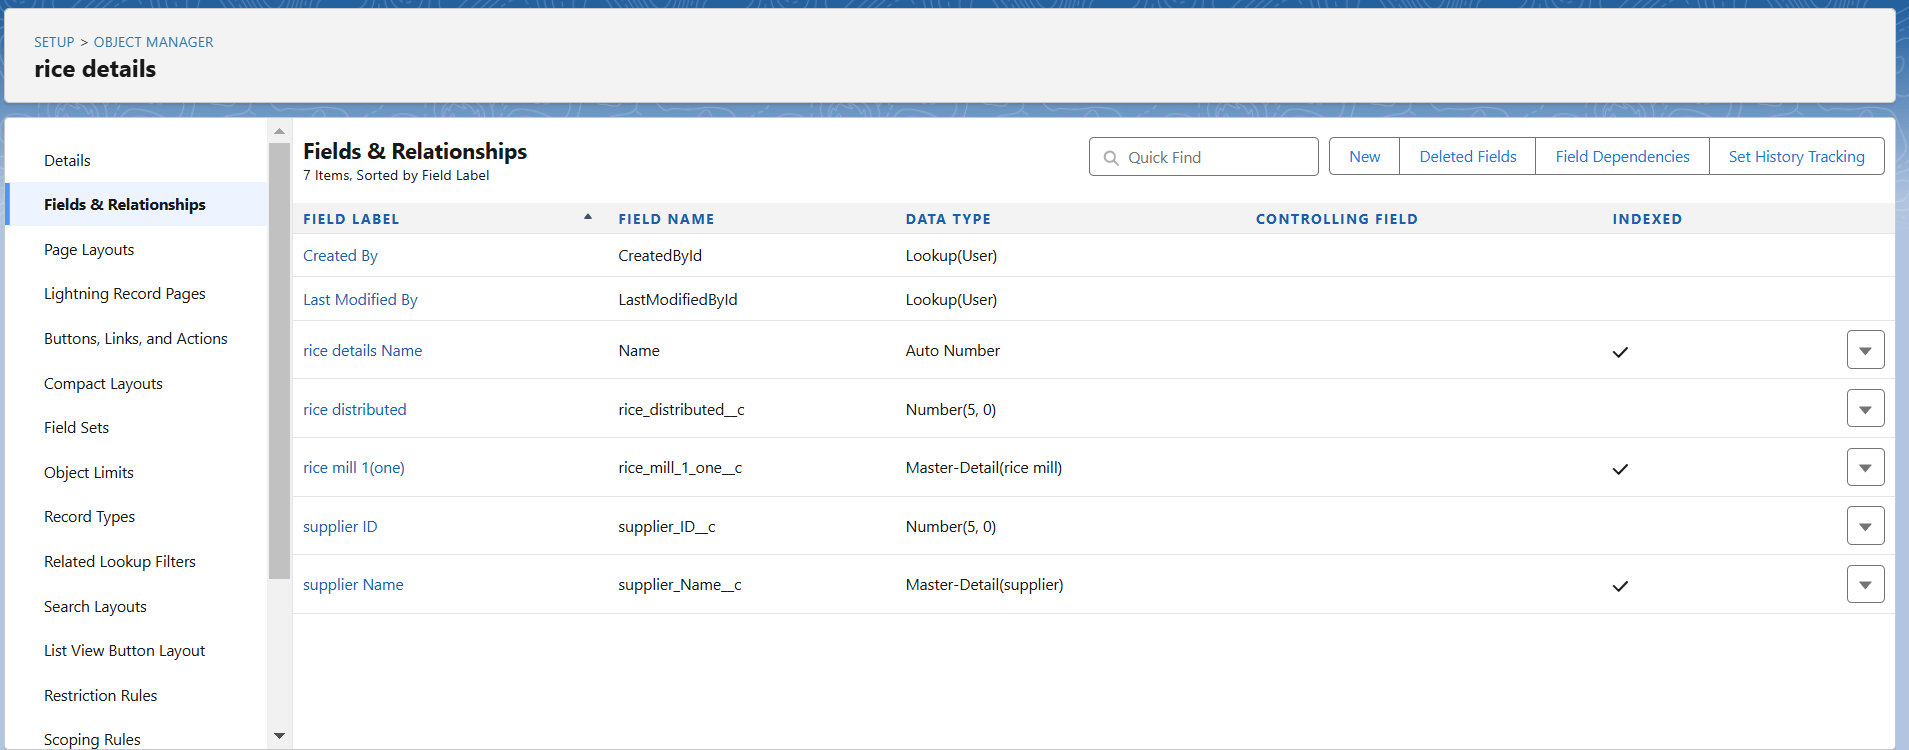 SETUP > OBJECT MANAGER
rice details
Details
Fields & Relationships
Page Layouts
Lightning Record Pages
Buttons, Links, and Actions
Compact Layouts
Field Sets
Object Limits
Record Types
Related Lookup Filters
Search Layouts
List View Button Layout
Restriction Rules
Scoping Rules
Fields & Relationships
7 Items, Sorted by Field Label
Quick Find
New Deleted Fields Field Dependencies Set History Tracking
FIELD LABEL FIELD NAME DATA TYPE CONTROLLING FIELD INDEXED
Created By CreatedById Lookup(User)
Last Modified By LastModifiedById Lookup(User)
rice details Name Name Auto Number
rice distributed rice_distributed__c Number(5, 0)
rice mill 1(one) rice_mill_1_one__c Master-Detail(rice mill)
supplier ID supplier_ID__c Number(5, 0)
supplier Name supplier_Name__c Master-Detail(supplier)